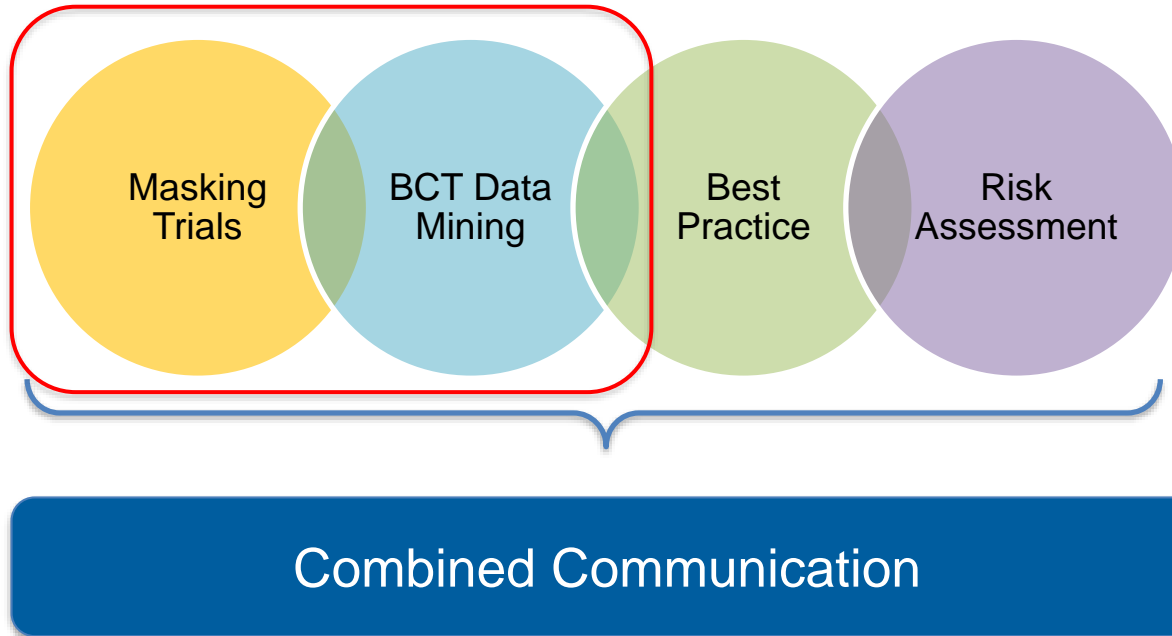 Masking
Trials
BCT Data
Mining
Best
Practice
Risk
Assessment
Combined Communication